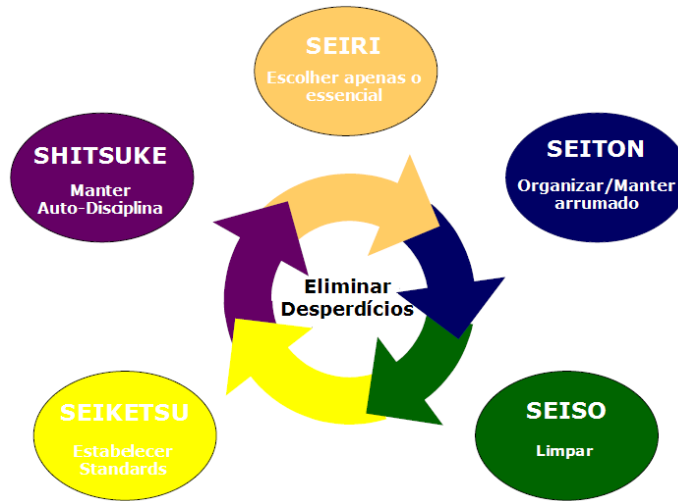 SEIRI
Escolher apenas o
essencial
SEITON
Organizar/Manter
arrumado
SEISO
Limpar
SEIKETSU
Estabelecer
Standards
SHITSUKE
Manter
Auto-Disciplina
Eliminar
Desperdícios